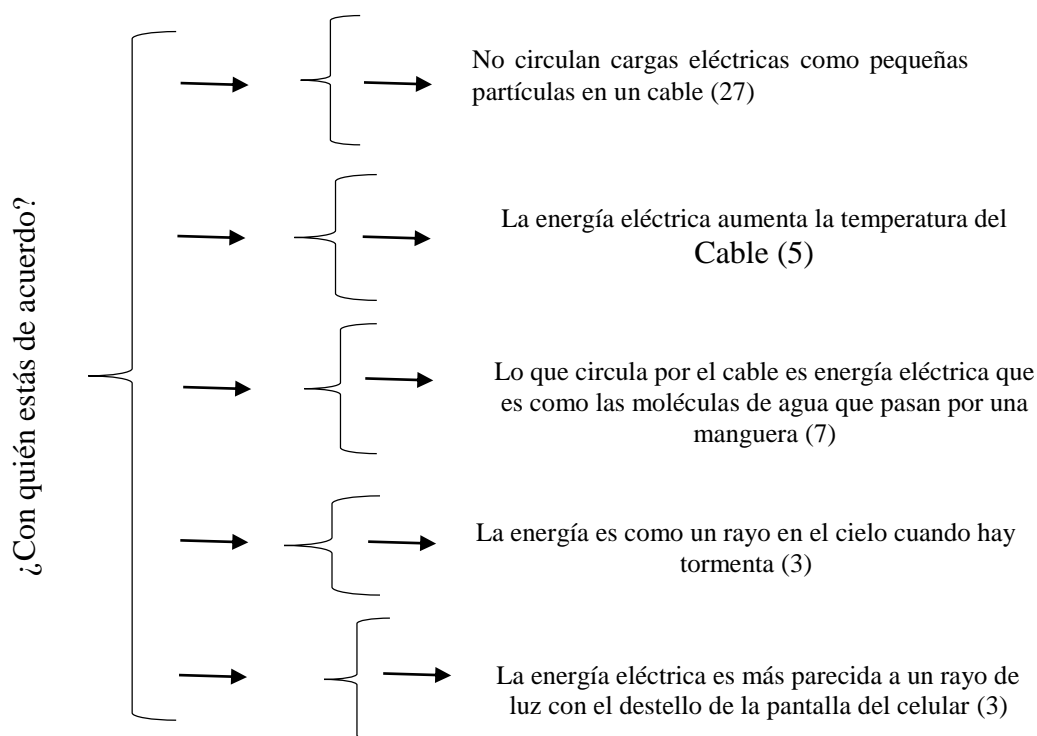 ¿Con quién estás de acuerdo?
No circulan cargas eléctricas como pequeñas
partículas en un cable (27)
La energía eléctrica aumenta la temperatura del
Cable (5)
Lo que circula por el cable es energía eléctrica que
es como las moléculas de agua que pasan por una
manguera (7)
La energía es como un rayo en el cielo cuando hay
tormenta (3)
La energía eléctrica es más parecida a un rayo de
luz con el destello de la pantalla del celular (3)